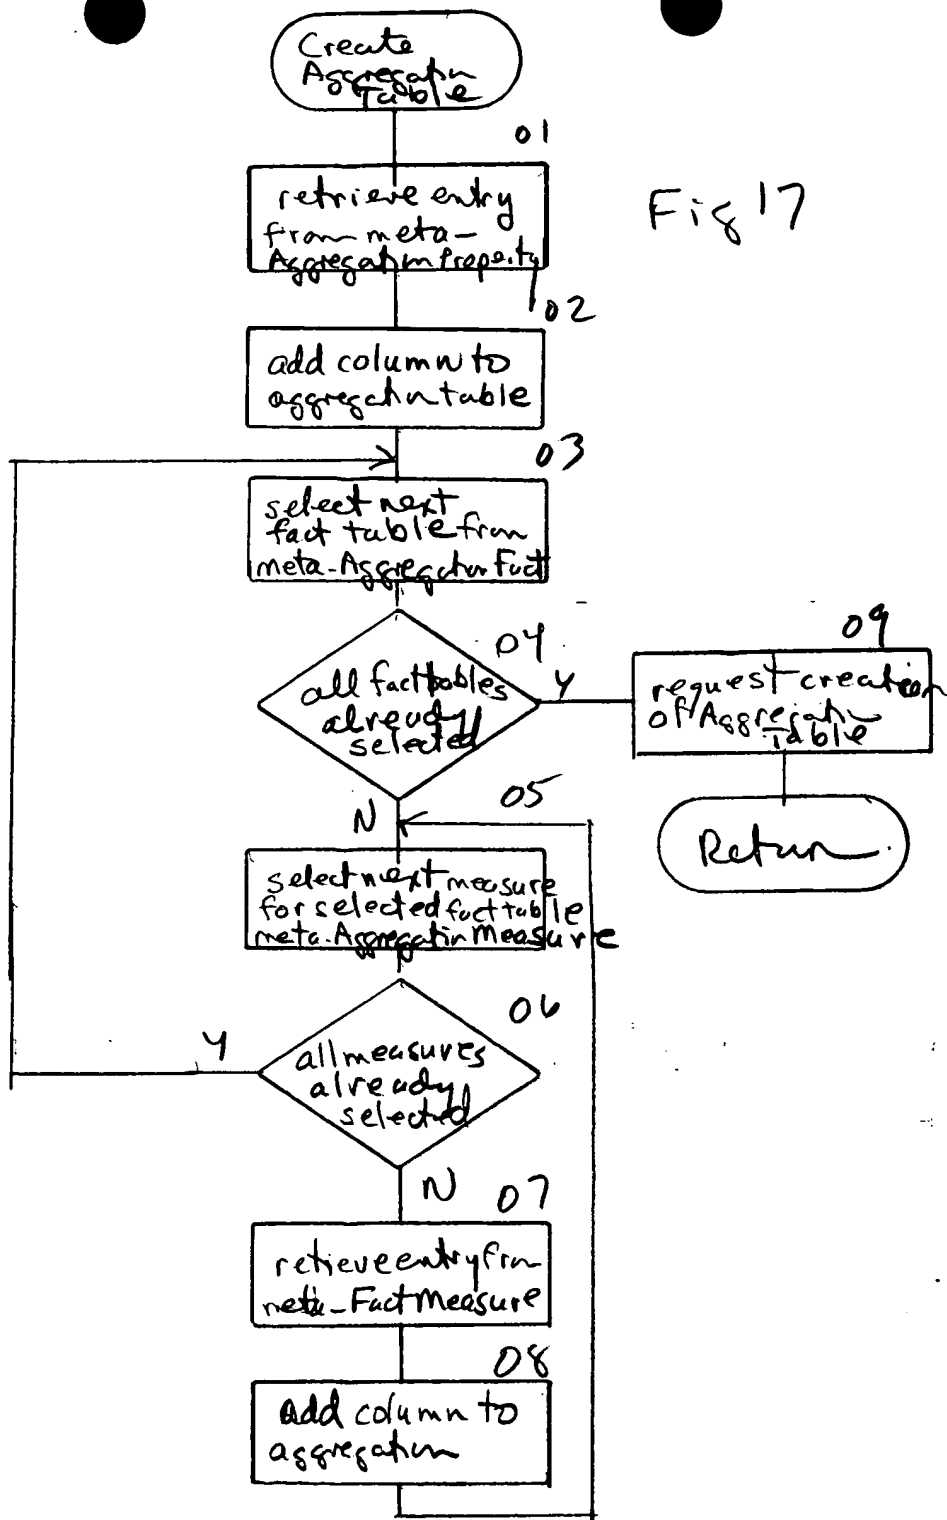 Create
Aggregation
Table
01
retrieve entry
from meta-
AggregationProperty
Fig 17
02
add column to
aggregation table
03
select next
fact table from
meta-AggregationFact
04
all fact tables
already
selected
Y
09
request creation
of Aggregation
Table
Return
N
05
select next measure
for selected fact table
meta-AggregationMeasure
06
all measures
already
selected
Y
N
07
retrieve entry from
meta-FactMeasure
08
add column to
aggregation